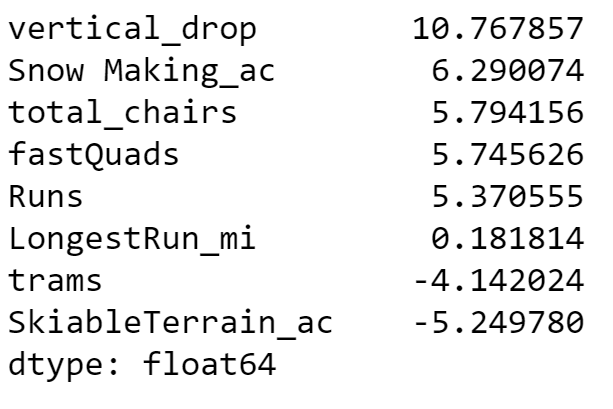 vertical_drop 10.767857
Snow Making_ac 6.290074
total_chairs 5.794156
fastQuads 5.745626
Runs 5.370555
LongestRun_mi 0.181814
trams -4.142024
SkiableTerrain_ac -5.249780
dtype: float64